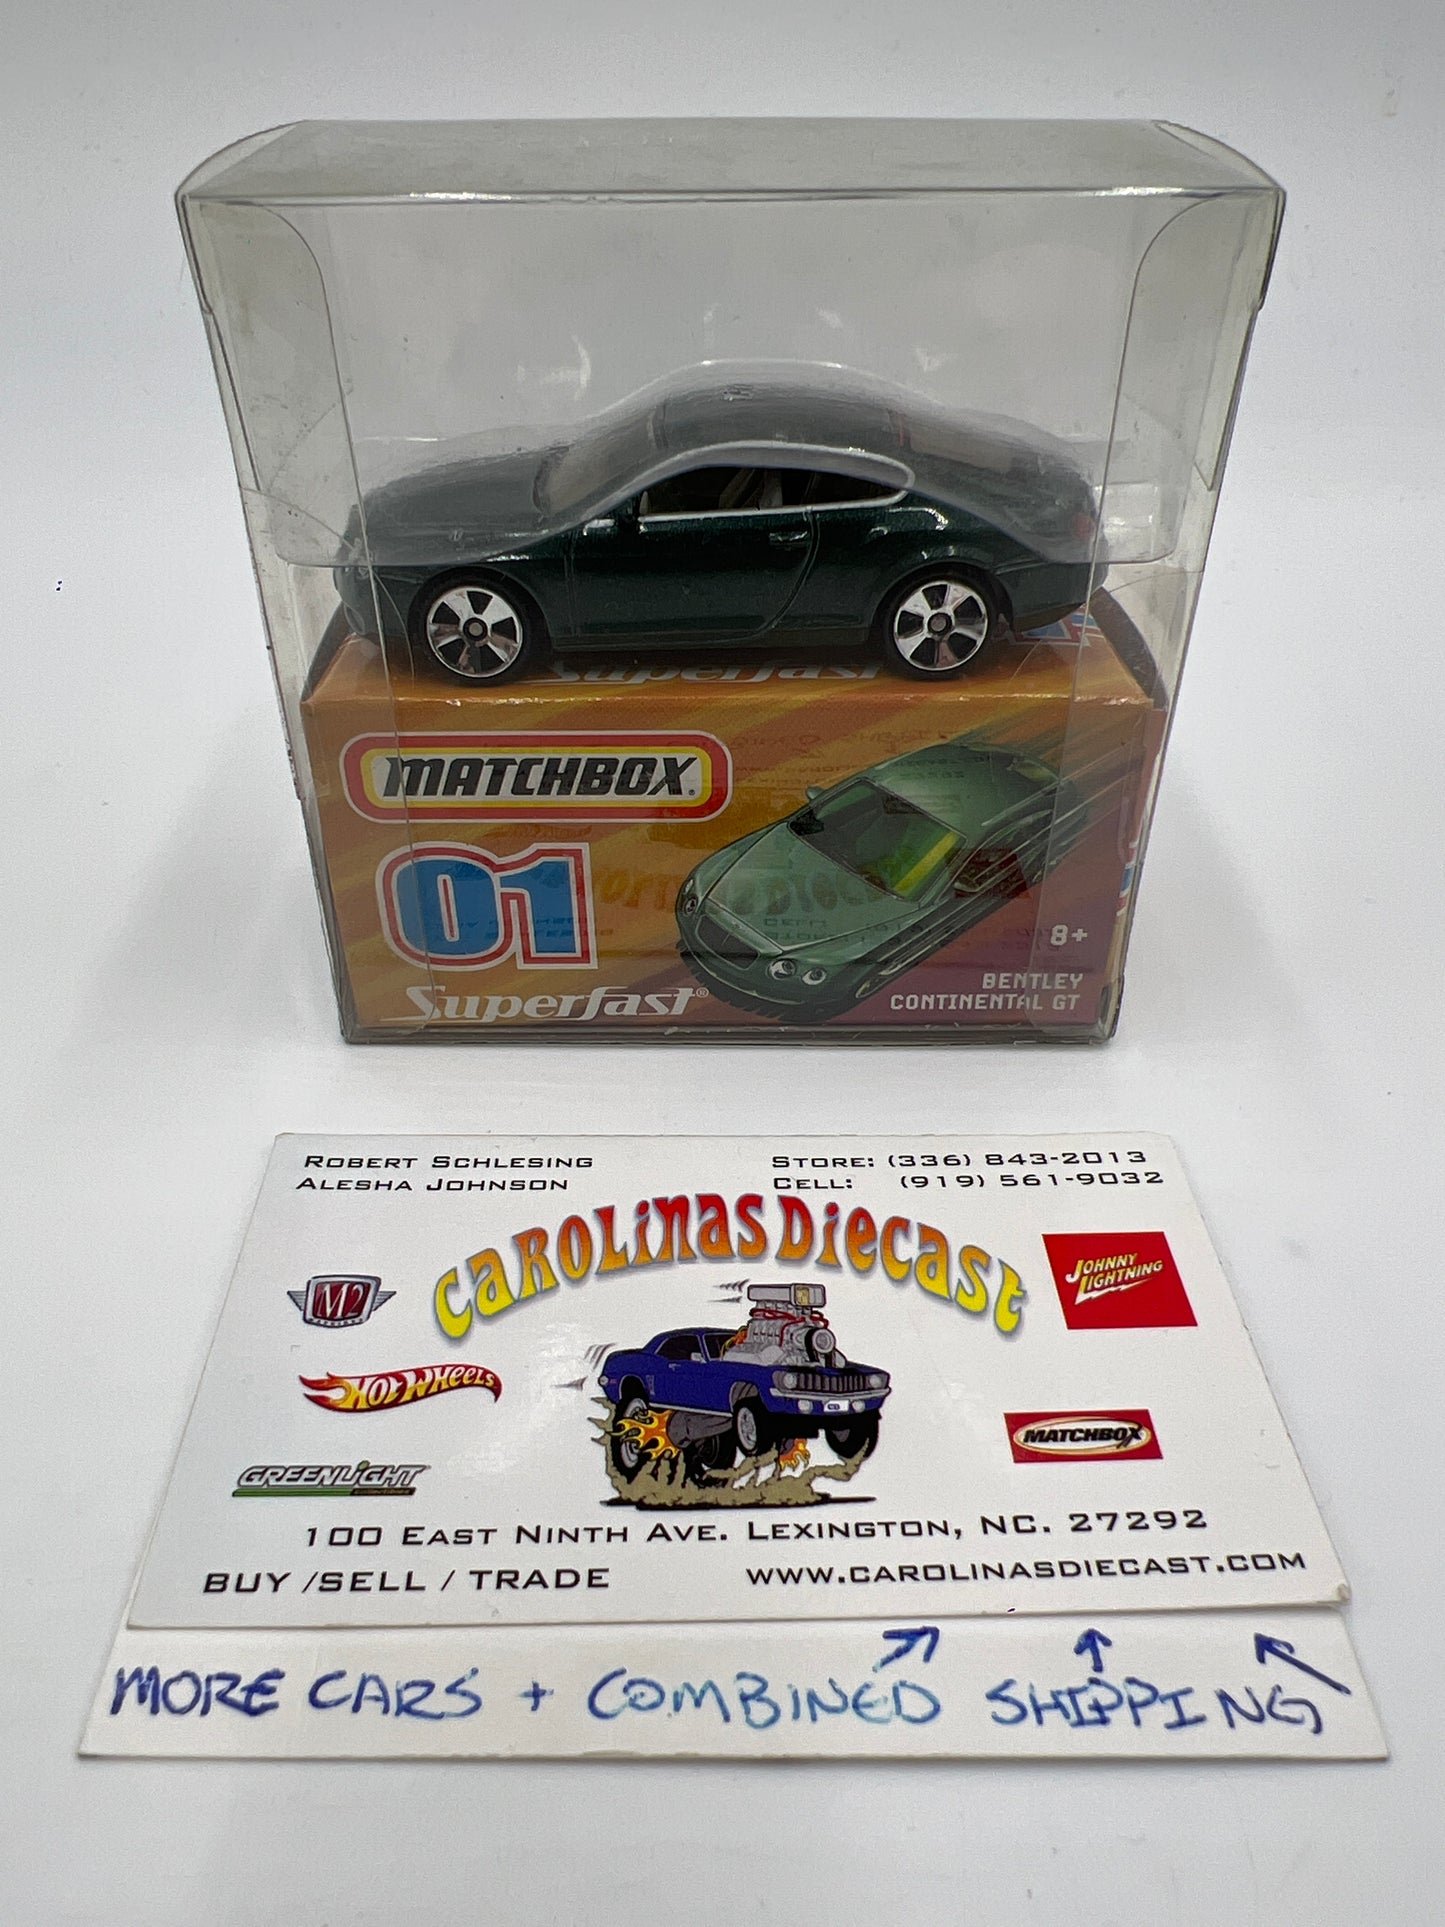 Superfast
MATCHBOX®
01
Superfast®
8+
BENTLEY
CONTINENTAL GT
ROBERT SCHLESING
ALESHA JOHNSON
STORE: (336) 843-2013
CELL: (919) 561-9032
CAROLINAS DIECAST
M2
JOHNNY
LIGHTNING
HOT WHEELS
MATCHBOX
GREENLIGHT
100 EAST NINTH AVE. LEXINGTON, NC. 27292
BUY /SELL / TRADE
WWW.CAROLINASDIECAST.COM
MORE CARS + COMBINED SHIPPING